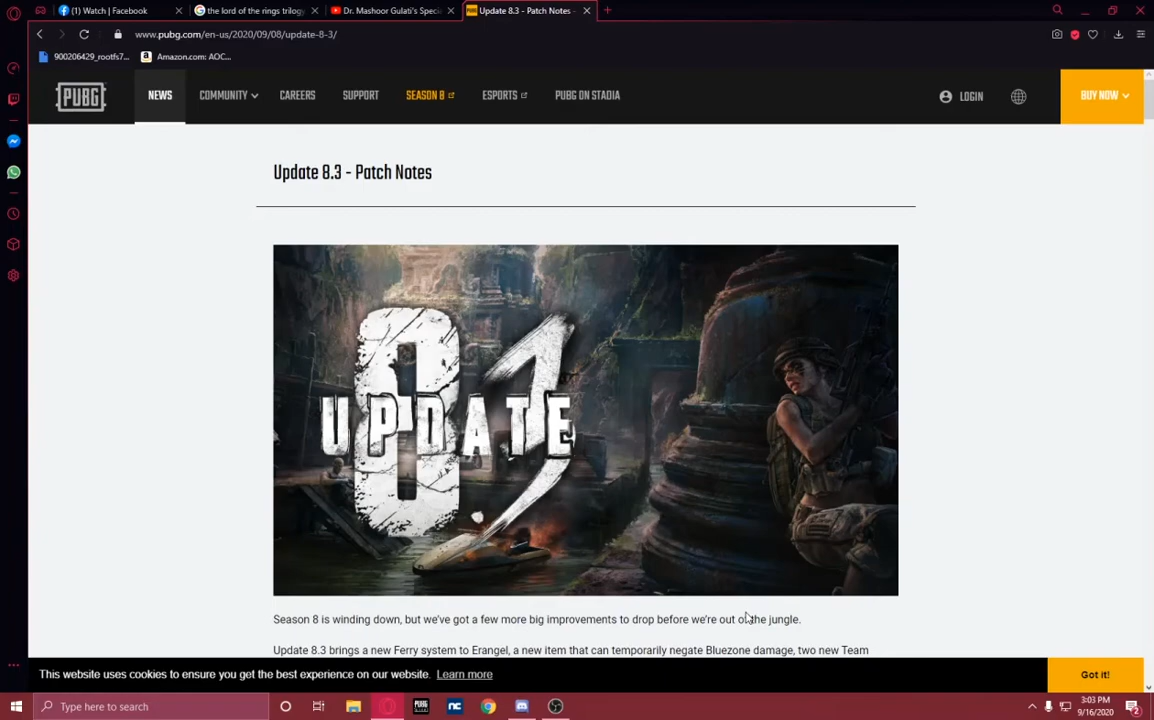 (1) Watch | Facebook
the lord of the rings trilogy
Dr. Mashoor Gulati's Speci
Update 8.3 - Patch Notes -
www.pubg.com/en-us/2020/09/08/update-8-3/
900206429_rootfs7...
Amazon.com: AOC...
PUBG
NEWS
COMMUNITY
CAREERS
SUPPORT
SEASON 8
ESPORTS
PUBG ON STADIA
LOGIN
BUY NOW
Update 8.3 - Patch Notes
8.3
UPDATE
Season 8 is winding down, but we've got a few more big improvements to drop before we're out of the jungle.
Update 8.3 brings a new Ferry system to Erangel, a new item that can temporarily negate Bluezone damage, two new Team
This website uses cookies to ensure you get the best experience on our website. Learn more
Got it!
Type here to search
3:03 PM
9/16/2020
2